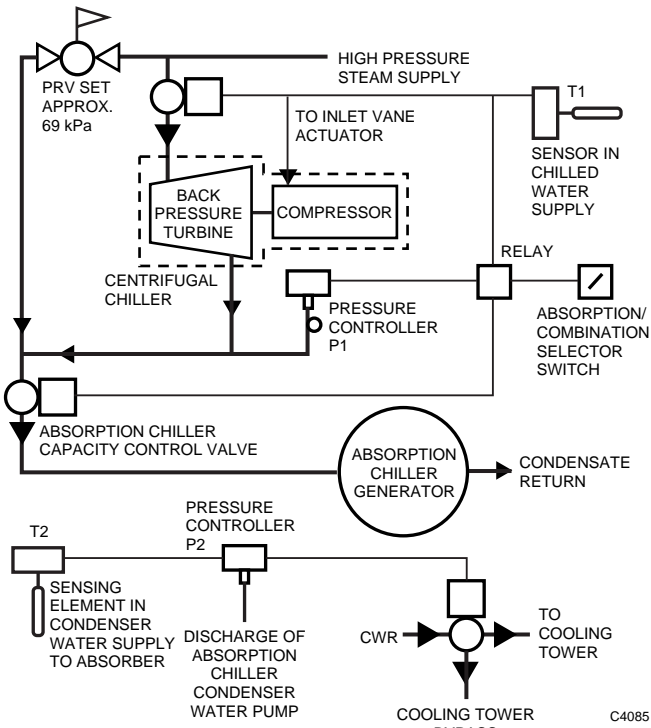 HIGH PRESSURE
STEAM SUPPLY
PRV SET
APPROX.
69 kPa
T1
TO INLET VANE
ACTUATOR
SENSOR IN
CHILLED
WATER
SUPPLY
BACK
PRESSURE
TURBINE
COMPRESSOR
RELAY
CENTRIFUGAL
CHILLER
PRESSURE
CONTROLLER
P1
ABSORPTION/
COMBINATION
SELECTOR
SWITCH
ABSORPTION CHILLER
CAPACITY CONTROL VALVE
ABSORPTION
CHILLER
GENERATOR
CONDENSATE
RETURN
PRESSURE
CONTROLLER
P2
T2
SENSING
ELEMENT IN
CONDENSER
WATER SUPPLY
TO ABSORBER
DISCHARGE OF
ABSORPTION
CHILLER
CONDENSER
WATER PUMP
CWR
TO
COOLING
TOWER
COOLING TOWER
C4085